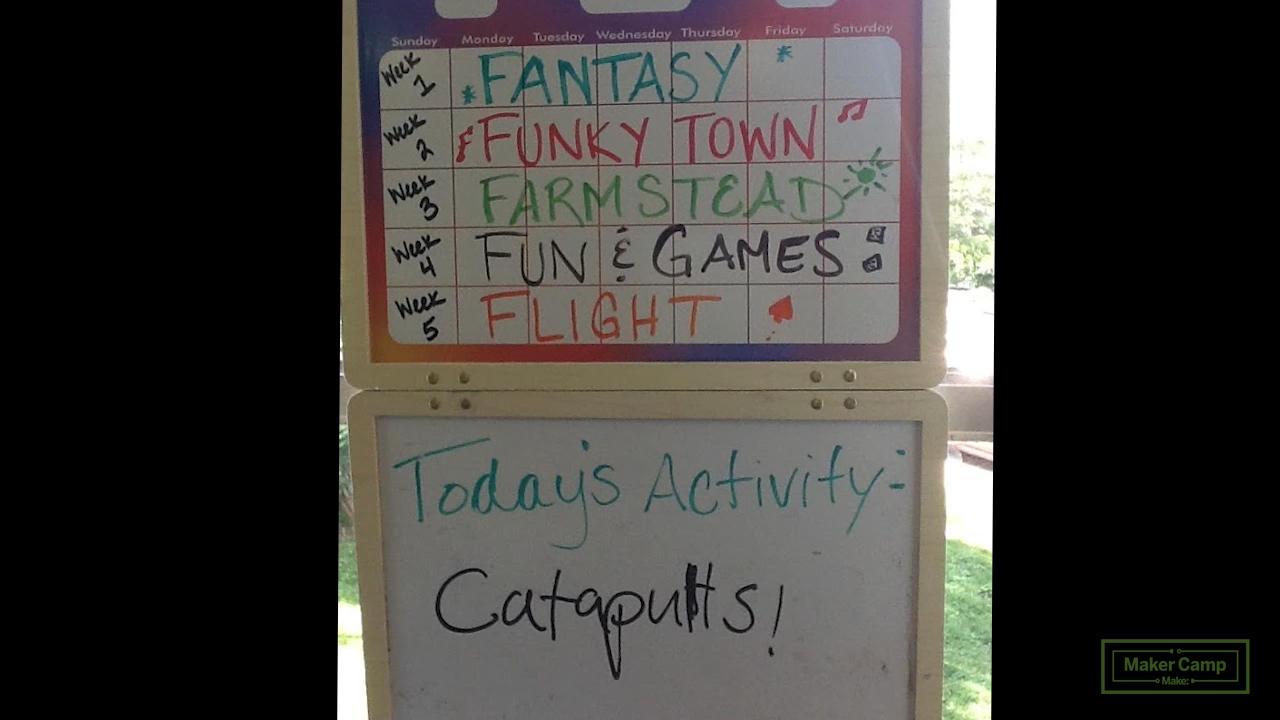 Sunday Monday Tuesday Wednesday Thursday Friday Saturday
Week 1 FANTASY
Week 2 & FUNKY TOWN
Week 3 FARMSTEAD
Week 4 FUN & GAMES
Week 5 FLIGHT
Today's Activity:
Catapults!
Maker Camp
Make: